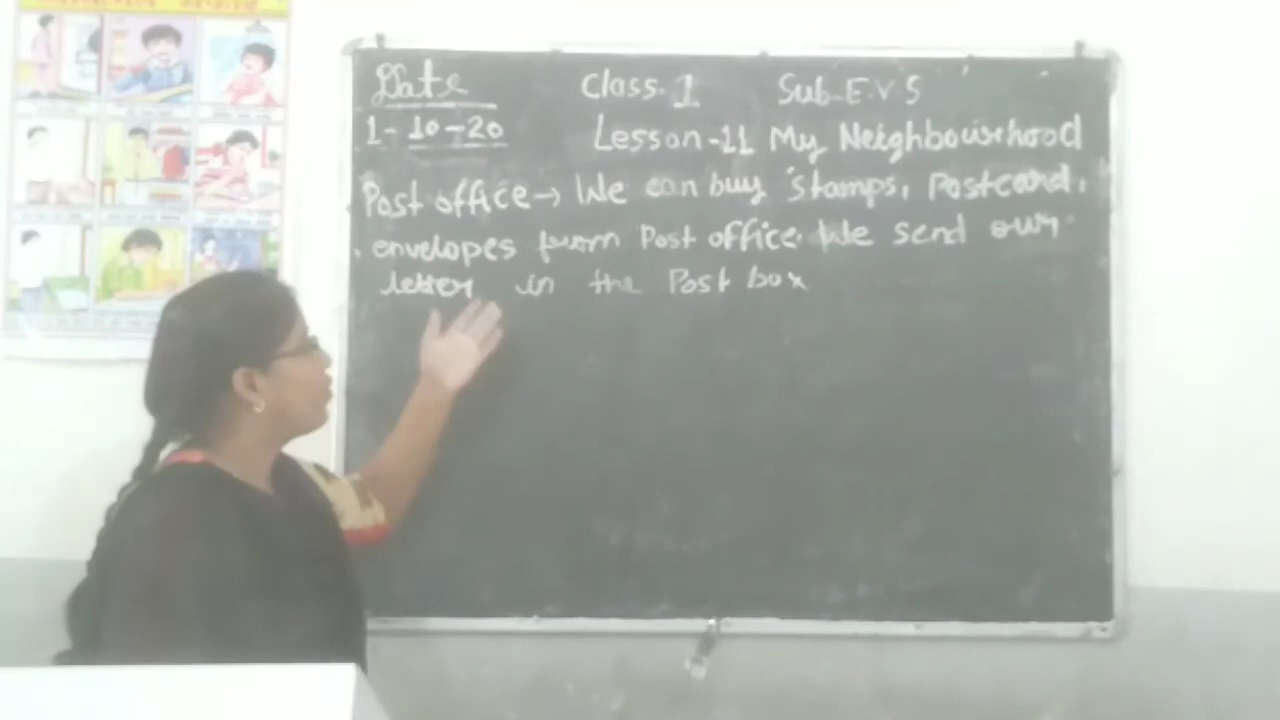 Date Class-1 Sub-E.V.S
1-10-20 Lesson-11 My Neighbourhood
Post office → We can buy stamps, Postcard,
envelopes from Post office. We send our
letter in the Post box